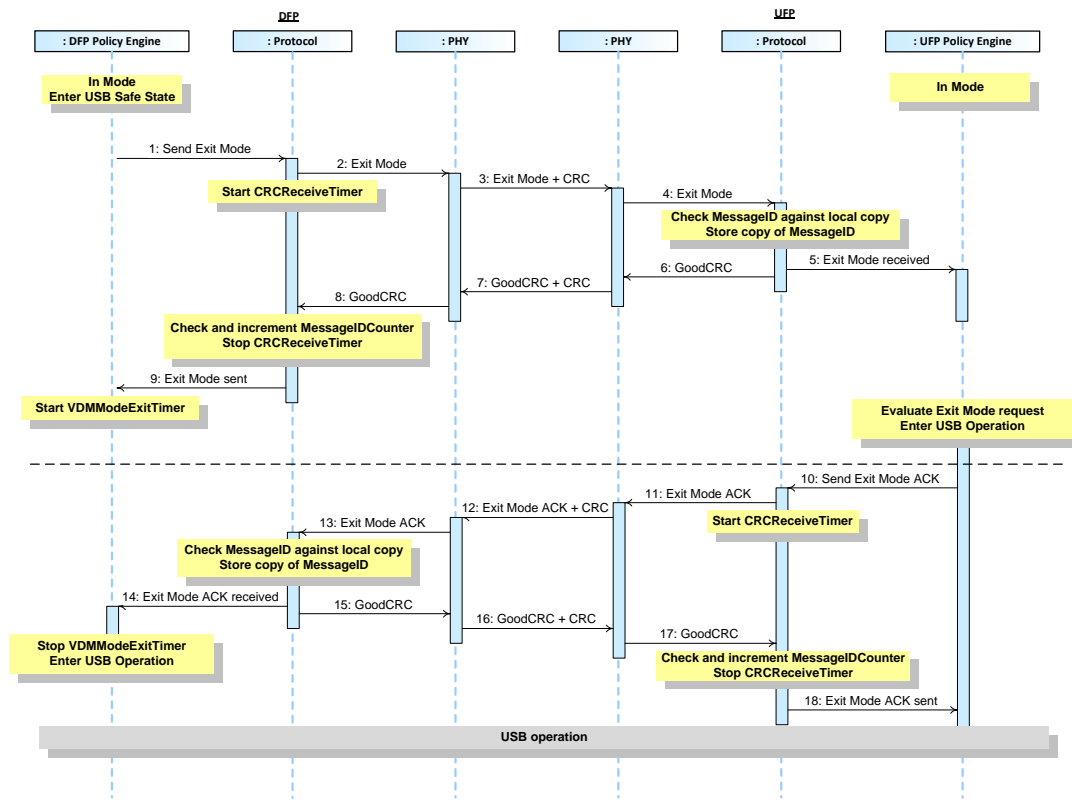 DFP
UFP
: DFP Policy Engine
: Protocol
: PHY
: PHY
: Protocol
: UFP Policy Engine
In Mode
Enter USB Safe State
In Mode
1: Send Exit Mode
2: Exit Mode
Start CRCReceiveTimer
3: Exit Mode + CRC
4: Exit Mode
Check MessageID against local copy
Store copy of MessageID
5: Exit Mode received
6: GoodCRC
7: GoodCRC + CRC
8: GoodCRC
Check and increment MessageIDCounter
Stop CRCReceiveTimer
9: Exit Mode sent
Start VDMModeExitTimer
Evaluate Exit Mode request
Enter USB Operation
10: Send Exit Mode ACK
11: Exit Mode ACK
Start CRCReceiveTimer
12: Exit Mode ACK + CRC
13: Exit Mode ACK
Check MessageID against local copy
Store copy of MessageID
14: Exit Mode ACK received
15: GoodCRC
16: GoodCRC + CRC
17: GoodCRC
Stop VDMModeExitTimer
Enter USB Operation
Check and increment MessageIDCounter
Stop CRCReceiveTimer
18: Exit Mode ACK sent
USB operation